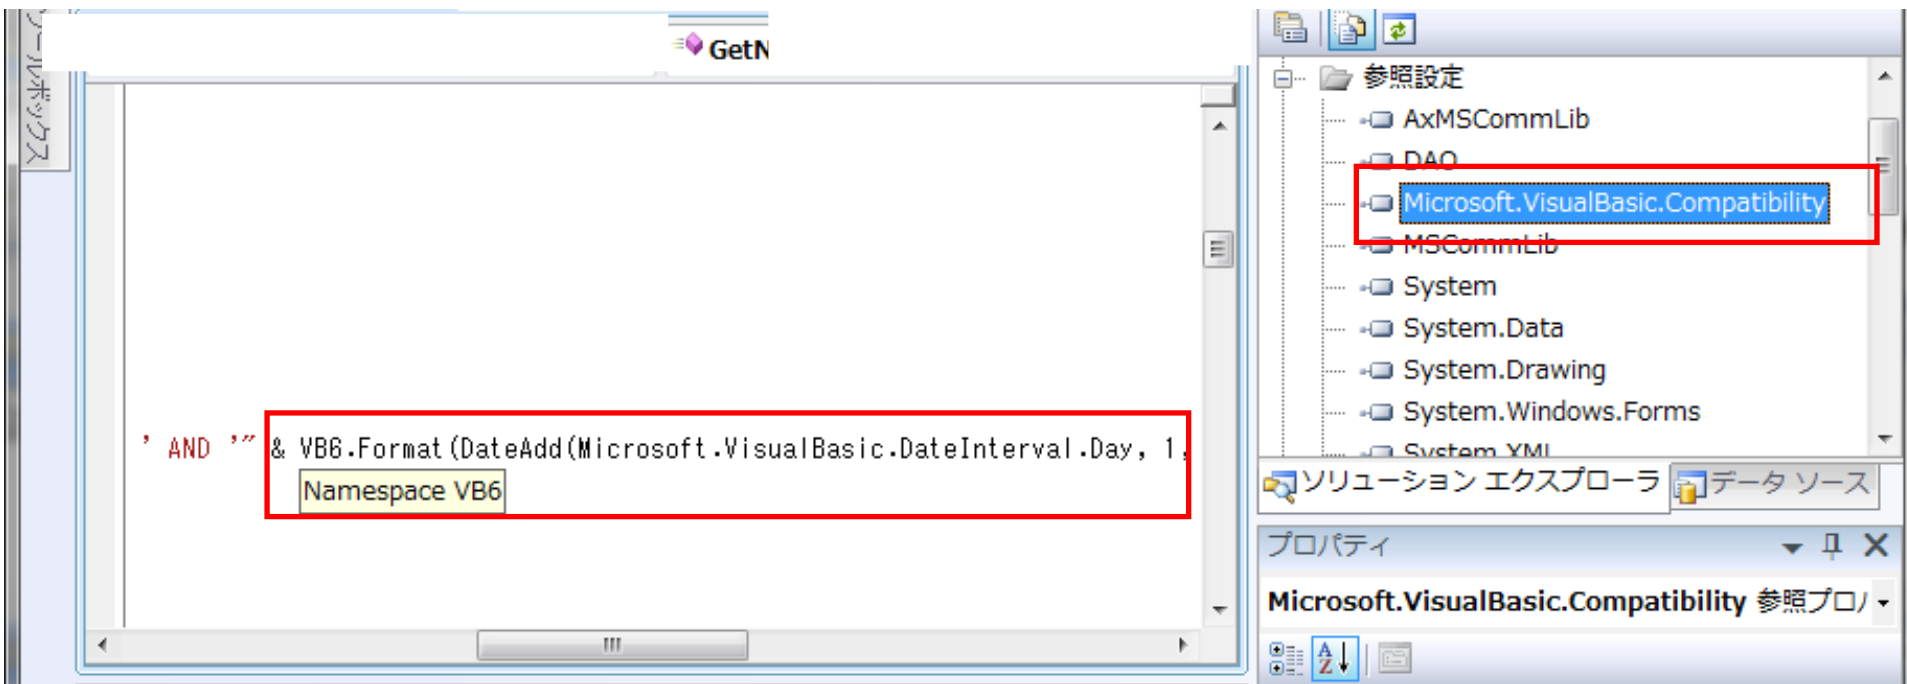 ツールボックス
GetN
' AND '" & VB6.Format(DateAdd(Microsoft.VisualBasic.DateInterval.Day, 1,
Namespace VB6
参照設定
AxMSCommLib
DAO
Microsoft.VisualBasic.Compatibility
MSCommLib
System
System.Data
System.Drawing
System.Windows.Forms
System.XML
ソリューション エクスプローラ
データ ソース
プロパティ
Microsoft.VisualBasic.Compatibility 参照プロパ